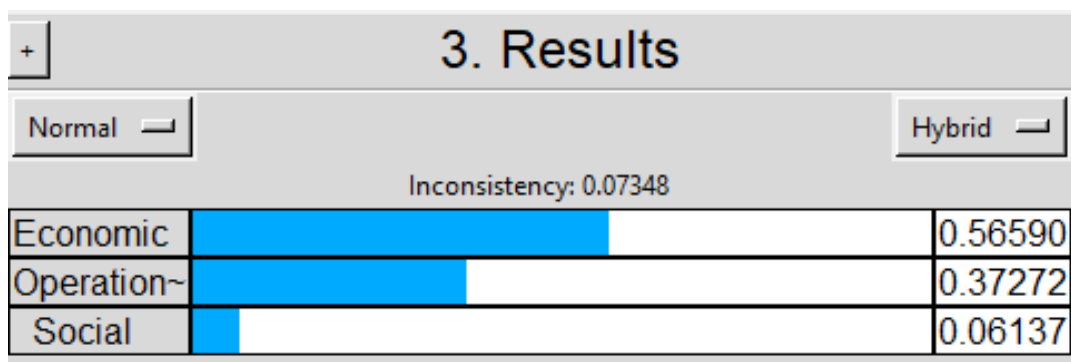 + 3. Results
Normal Hybrid
Inconsistency: 0.07348
Economic 0.56590
Operation~ 0.37272
Social 0.06137